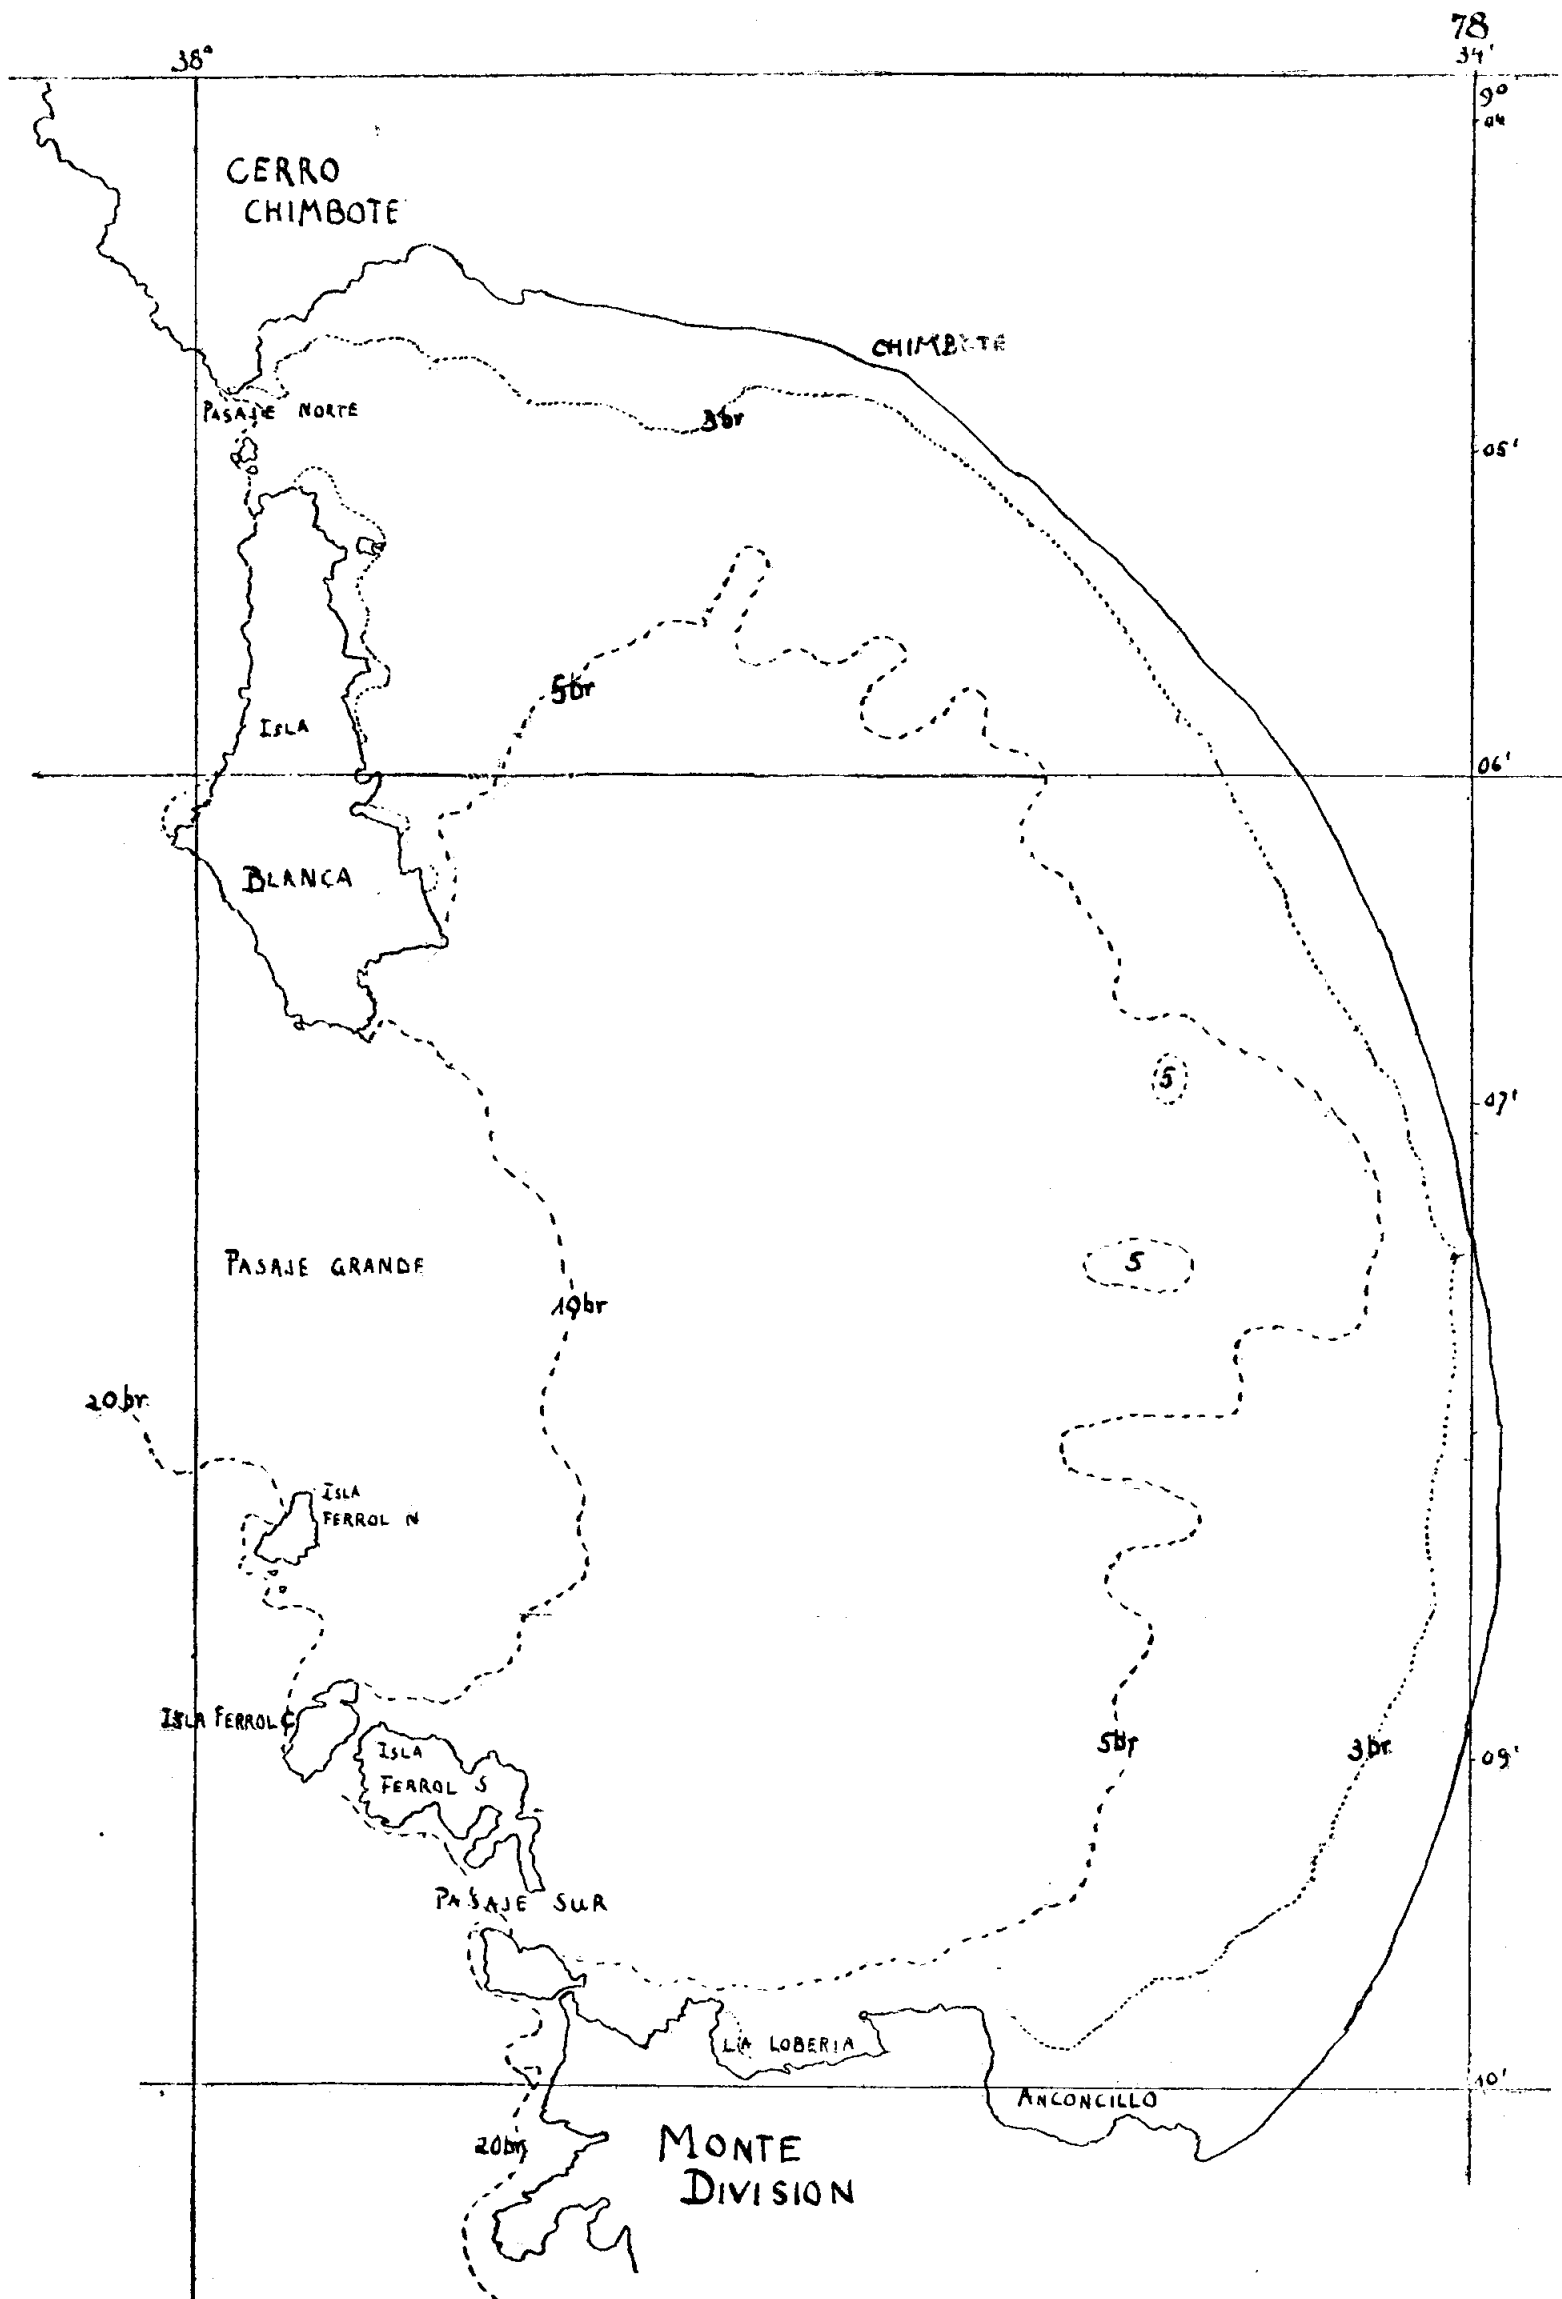 78
38°
34'
9°
04
CERRO
CHIMBOTE
CHIMBOTE
PASAJE NORTE
3br
05'
5br
ISLA
06'
BLANCA
5
07'
PASAJE GRANDE
5
10br
20br
ISLA
FERROL N
ISLA FERROL C
ISLA
FERROL S
5br
3br
09'
PASAJE SUR
LA LOBERIA
10'
ANCONCILLO
20br
MONTE
DIVISION